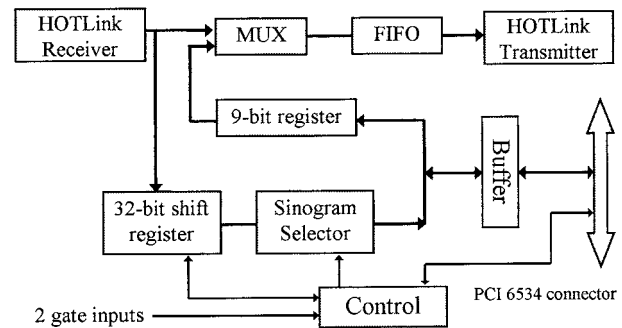 HOTLink
Receiver
MUX
FIFO
HOTLink
Transmitter
9-bit register
Buffer
32-bit shift
register
Sinogram
Selector
Control
PCI 6534 connector
2 gate inputs